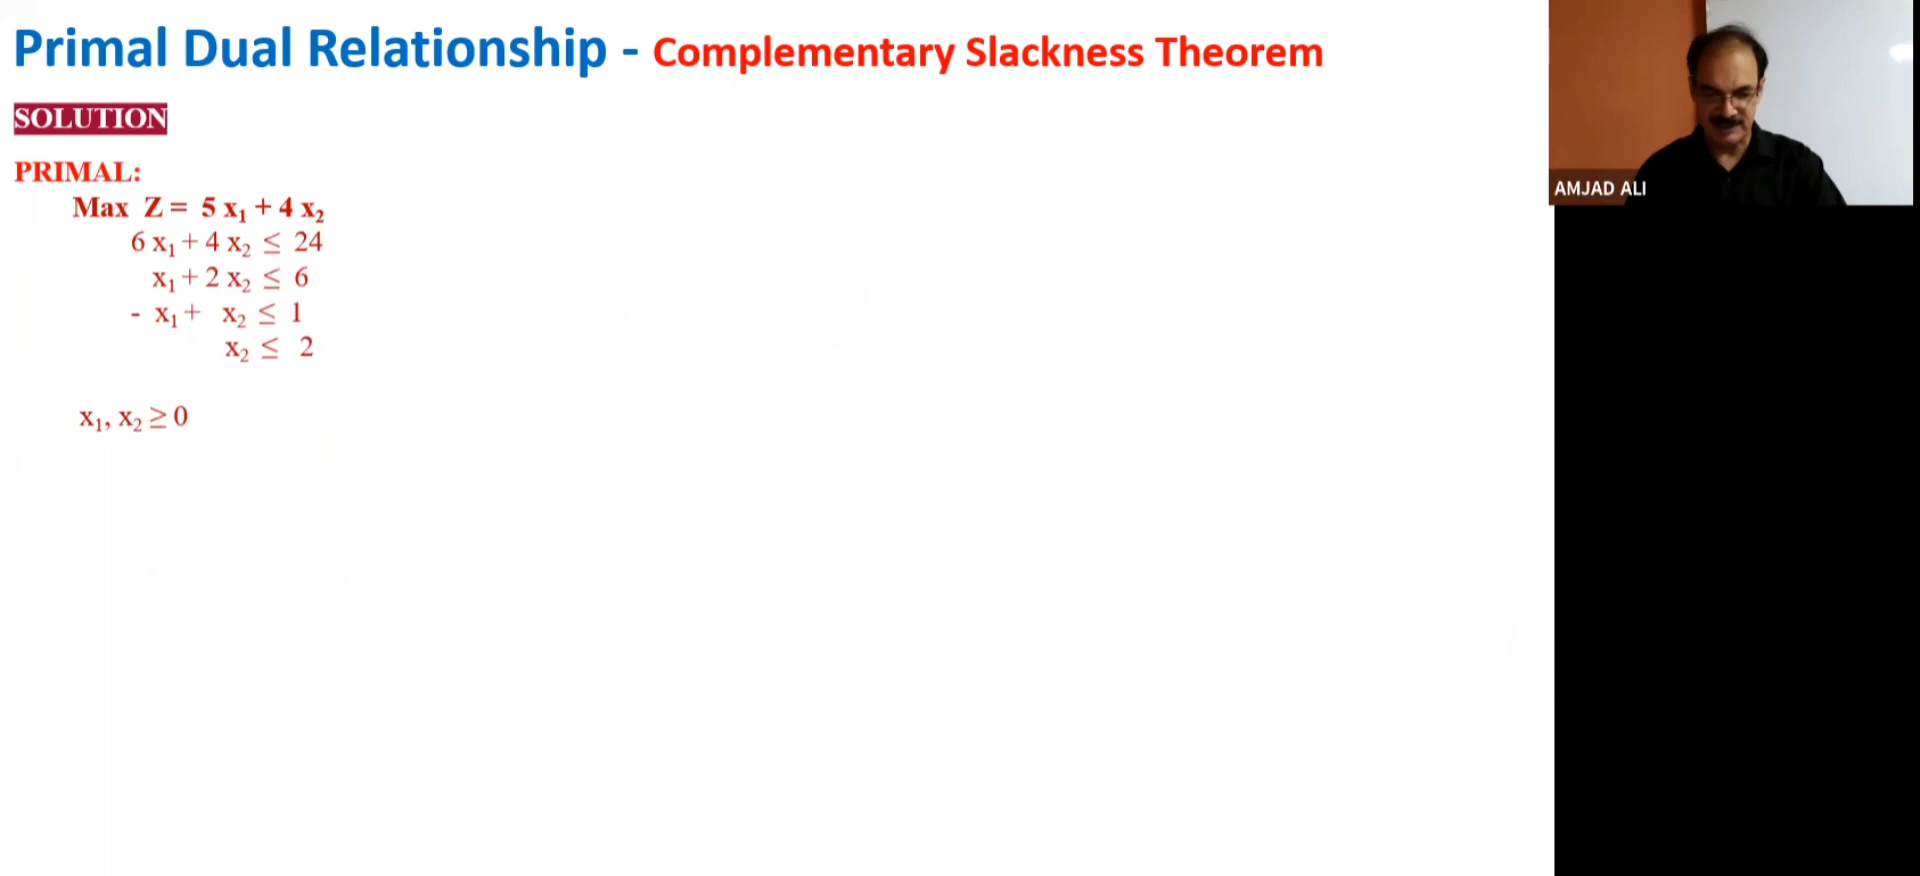 Primal Dual Relationship - Complementary Slackness Theorem
SOLUTION
PRIMAL:
Max Z = 5 x₁ + 4 x₂
6 x₁ + 4 x₂ ≤ 24
x₁ + 2 x₂ ≤ 6
- x₁ + x₂ ≤ 1
x₂ ≤ 2
x₁, x₂ ≥ 0
AMJAD ALI